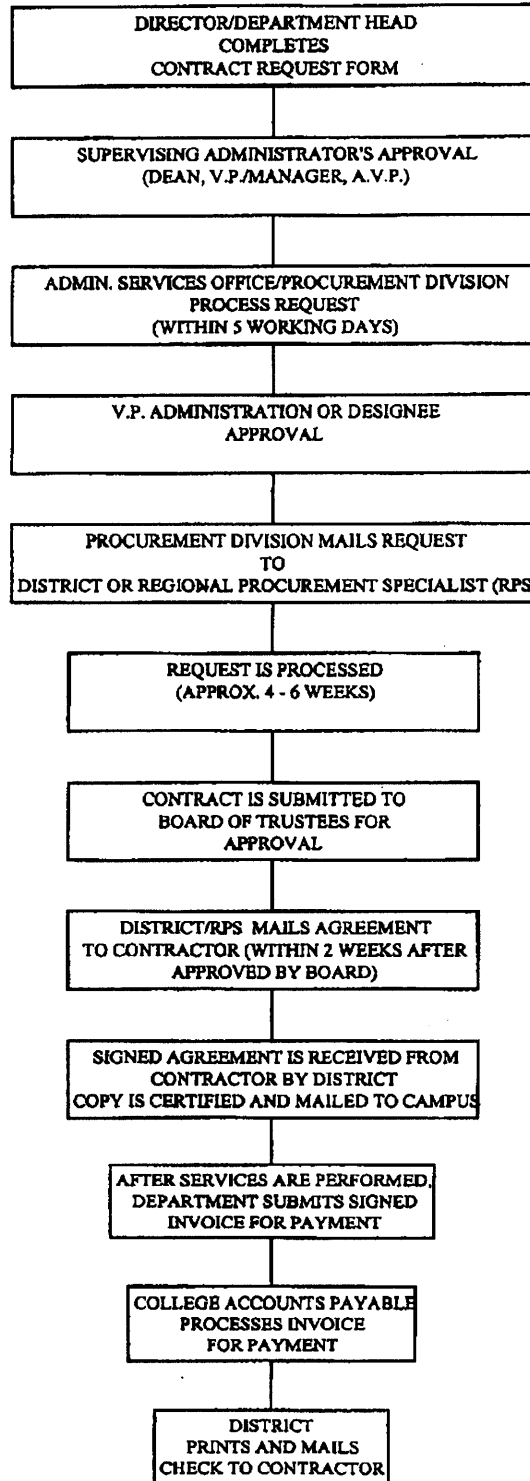 DIRECTOR/DEPARTMENT HEAD
COMPLETES
CONTRACT REQUEST FORM
SUPERVISING ADMINISTRATOR'S APPROVAL
(DEAN, V.P./MANAGER, A.V.P.)
ADMIN. SERVICES OFFICE/PROCUREMENT DIVISION
PROCESS REQUEST
(WITHIN 5 WORKING DAYS)
V.P. ADMINISTRATION OR DESIGNEE
APPROVAL
PROCUREMENT DIVISION MAILS REQUEST
TO
DISTRICT OR REGIONAL PROCUREMENT SPECIALIST (RPS
REQUEST IS PROCESSED
(APPROX. 4 - 6 WEEKS)
CONTRACT IS SUBMITTED TO
BOARD OF TRUSTEES FOR
APPROVAL
DISTRICT/RPS MAILS AGREEMENT
TO CONTRACTOR (WITHIN 2 WEEKS AFTER
APPROVED BY BOARD)
SIGNED AGREEMENT IS RECEIVED FROM
CONTRACTOR BY DISTRICT
COPY IS CERTIFIED AND MAILED TO CAMPUS
AFTER SERVICES ARE PERFORMED,
DEPARTMENT SUBMITS SIGNED
INVOICE FOR PAYMENT
COLLEGE ACCOUNTS PAYABLE
PROCESSES INVOICE
FOR PAYMENT
DISTRICT
PRINTS AND MAILS
CHECK TO CONTRACTOR